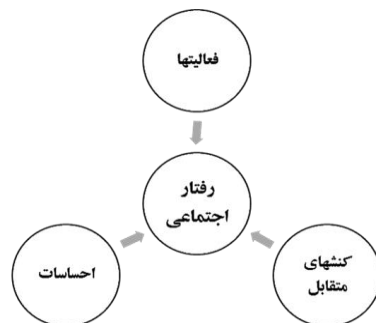 فعالیتها
رفتار
اجتماعی
کنشهای
متقابل
احساسات